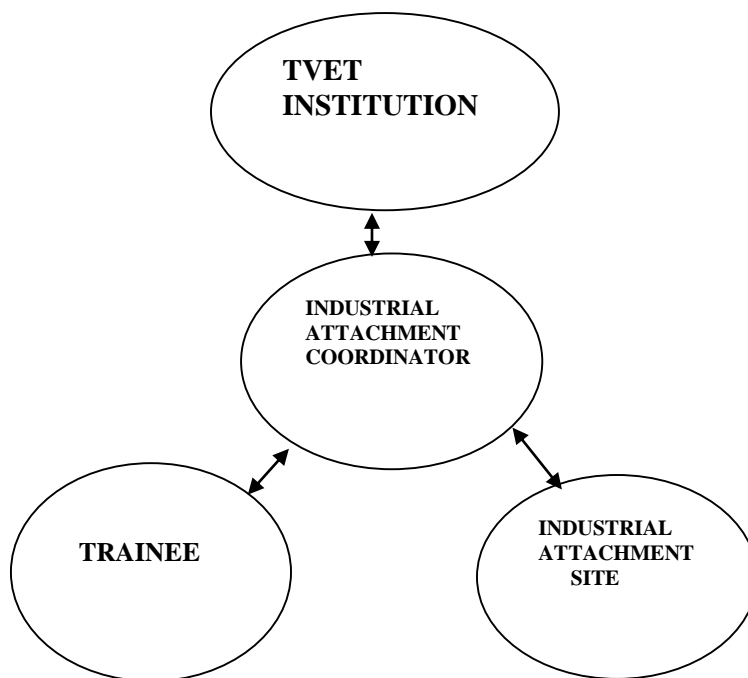 TVET
INSTITUTION
INDUSTRIAL
ATTACHMENT
COORDINATOR
TRAINEE
INDUSTRIAL
ATTACHMENT
SITE